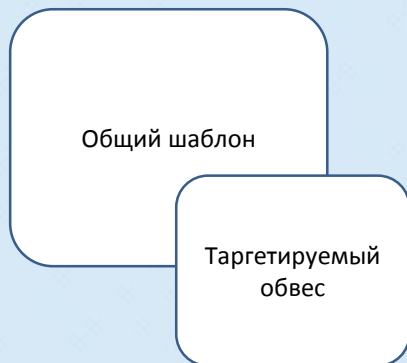 Общий шаблон
Таргетируемый
обвес